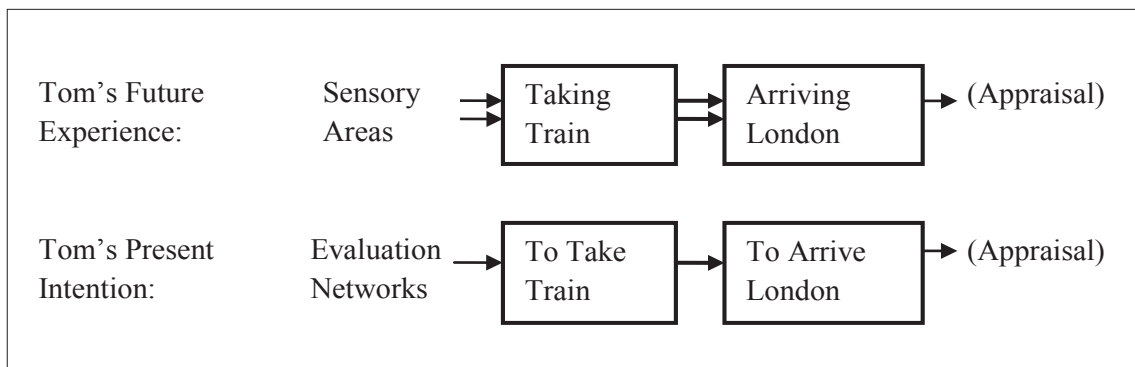 Tom’s Future Experience:
Sensory Areas
Taking Train
Arriving London
(Appraisal)
Tom’s Present Intention:
Evaluation Networks
To Take Train
To Arrive London
(Appraisal)